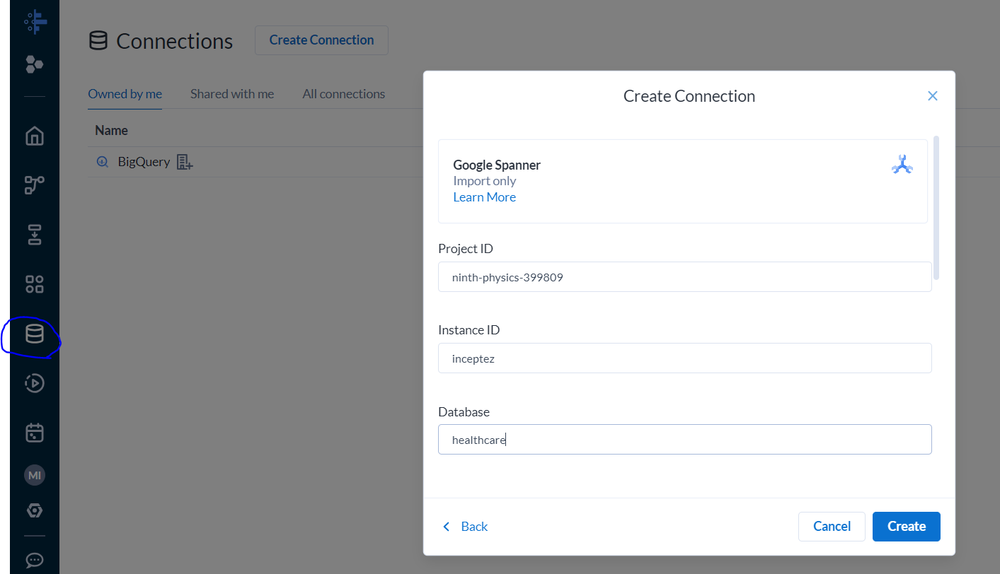 Connections
Create Connection
Owned by me
Shared with me
All connections
Name
BigQuery
MI
Create Connection
Google Spanner
Import only
Learn More
Project ID
ninth-physics-399809
Instance ID
inceptez
Database
healthcare
Back
Cancel
Create